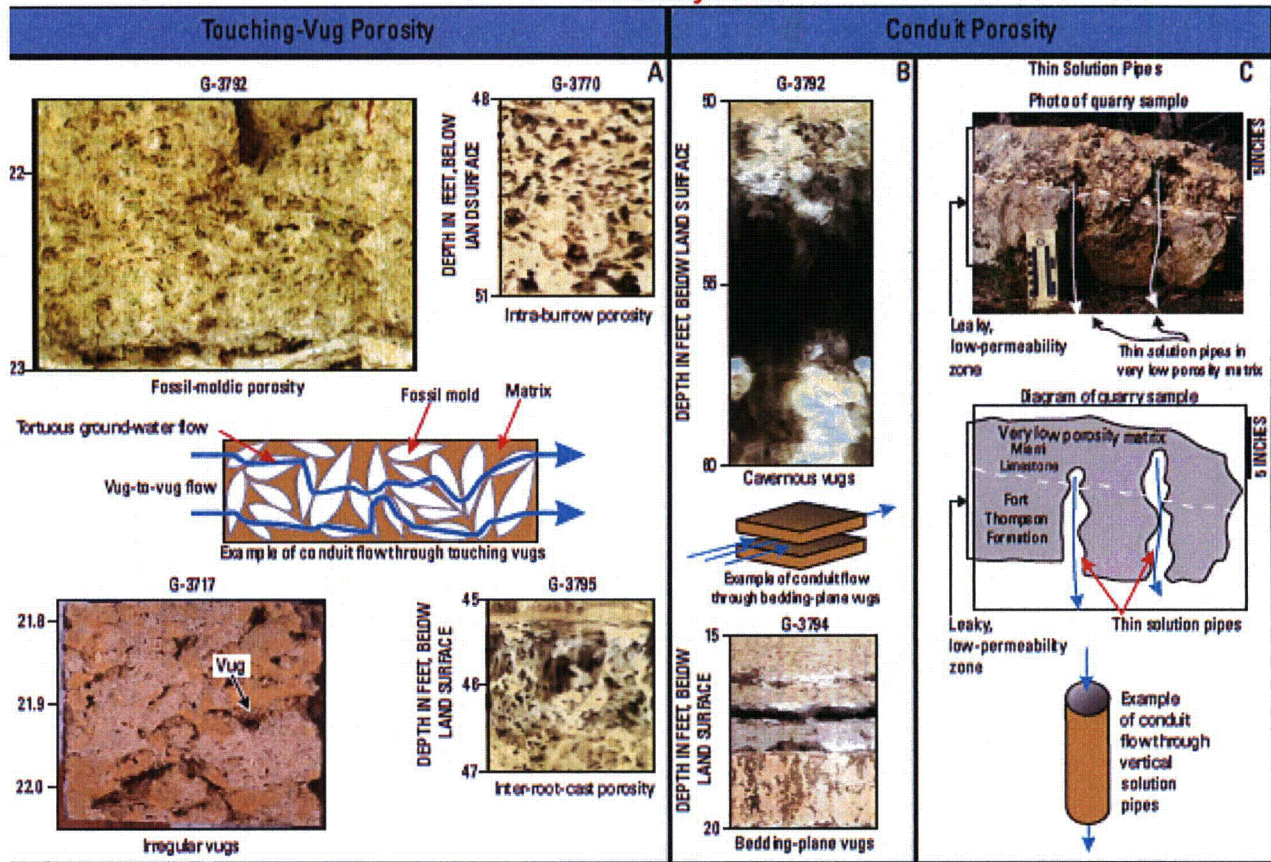 Touching-Vug Porosity
Conduit Porosity
A
G-3792
22
23
Fossil-moldic porosity
G-3770
DEPTH IN FEET, BELOW
LAND SURFACE
48
51
Intra-burrow porosity
Fossil mold
Matrix
Tortuous ground-water flow
Vug-to-vug flow
Example of conduit flow through touching vugs
G-3717
21.8
21.9
22.0
Vug
Irregular vugs
G-3795
DEPTH IN FEET, BELOW
LAND SURFACE
45
46
47
Inter-root-cast porosity
B
G-3792
DEPTH IN FEET, BELOW LAND SURFACE
50
55
60
Cavernous vugs
Example of conduit flow
through bedding-plane vugs
G-3794
DEPTH IN FEET, BELOW
LAND SURFACE
15
20
Bedding-plane vugs
C
Thin Solution Pipes
Photo of quarry sample
5 INCHES
Leaky,
low-permeability
zone
Thin solution pipes in
very low porosity matrix
Diagram of quarry sample
5 INCHES
Very low porosity matrix
Miami
Limestone
Fort
Thompson
Formation
Leaky,
low-permeability
zone
Thin solution pipes
Example
of conduit
flow through
vertical
solution
pipes